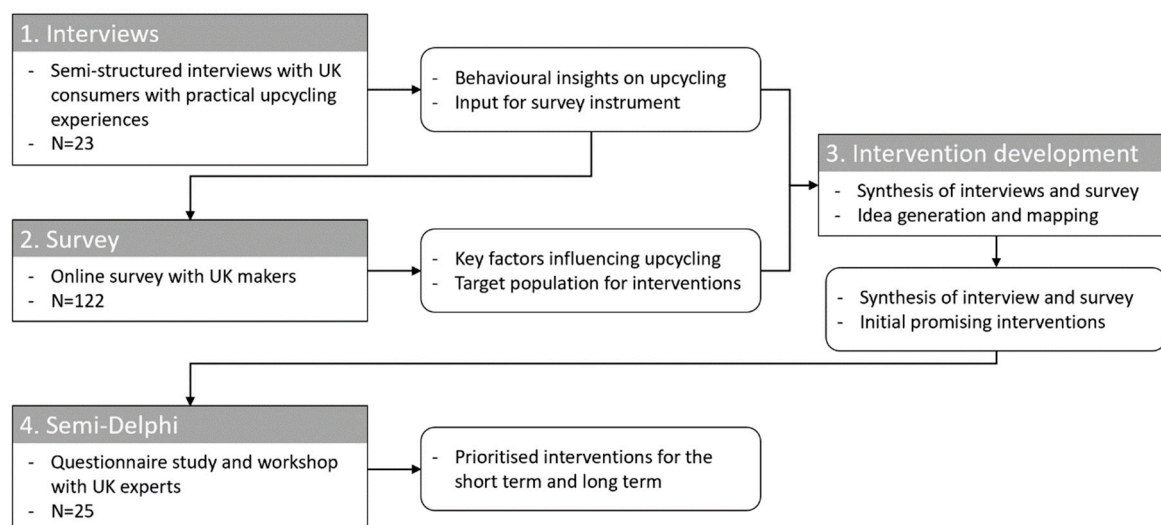 1. Interviews
- Semi-structured interviews with UK
consumers with practical upcycling
experiences
- N=23
- Behavioural insights on upcycling
- Input for survey instrument
2. Survey
- Online survey with UK makers
- N=122
- Key factors influencing upcycling
- Target population for interventions
3. Intervention development
- Synthesis of interviews and survey
- Idea generation and mapping
- Synthesis of interview and survey
- Initial promising interventions
4. Semi-Delphi
- Questionnaire study and workshop
with UK experts
- N=25
- Prioritised interventions for the
short term and long term